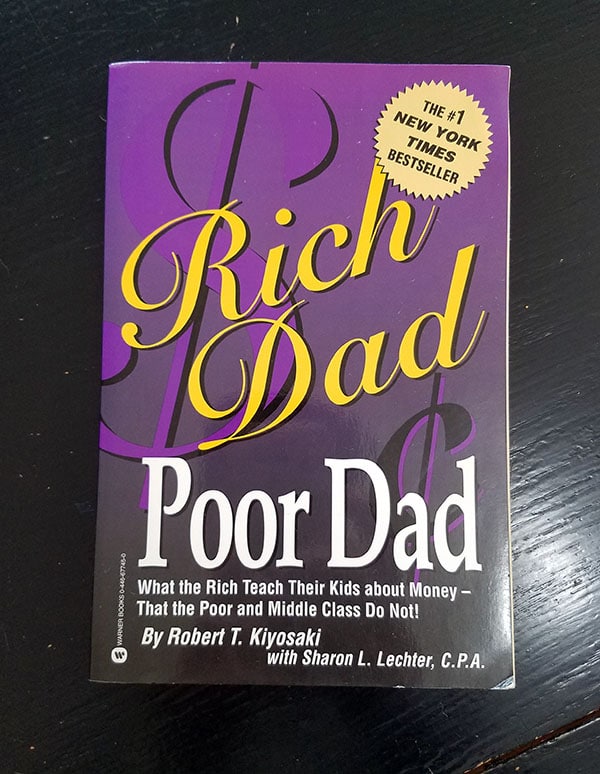 THE #1
NEW YORK
TIMES
BESTSELLER
Rich
Dad
Poor Dad
What the Rich Teach Their Kids about Money –
That the Poor and Middle Class Do Not!
By Robert T. Kiyosaki
with Sharon L. Lechter, C.P.A.
WARNER BOOKS 0-446-67745-0